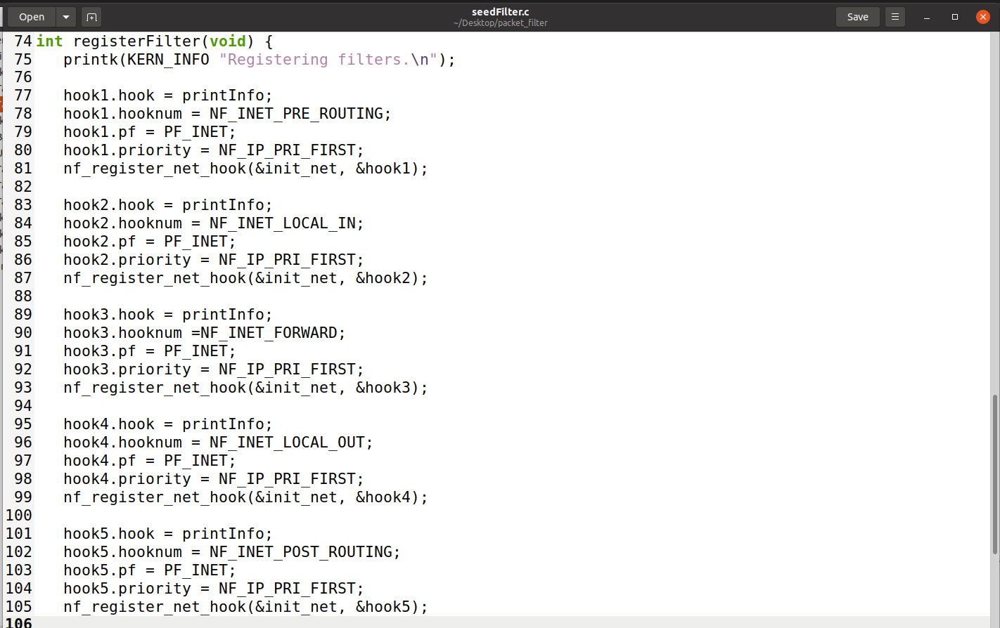 Open
seedFilter.c
~/Desktop/packet_filter
Save
74 int registerFilter(void) {
75    printk(KERN_INFO "Registering filters.\n");
76
77    hook1.hook = printInfo;
78    hook1.hooknum = NF_INET_PRE_ROUTING;
79    hook1.pf = PF_INET;
80    hook1.priority = NF_IP_PRI_FIRST;
81    nf_register_net_hook(&init_net, &hook1);
82
83    hook2.hook = printInfo;
84    hook2.hooknum = NF_INET_LOCAL_IN;
85    hook2.pf = PF_INET;
86    hook2.priority = NF_IP_PRI_FIRST;
87    nf_register_net_hook(&init_net, &hook2);
88
89    hook3.hook = printInfo;
90    hook3.hooknum =NF_INET_FORWARD;
91    hook3.pf = PF_INET;
92    hook3.priority = NF_IP_PRI_FIRST;
93    nf_register_net_hook(&init_net, &hook3);
94
95    hook4.hook = printInfo;
96    hook4.hooknum = NF_INET_LOCAL_OUT;
97    hook4.pf = PF_INET;
98    hook4.priority = NF_IP_PRI_FIRST;
99    nf_register_net_hook(&init_net, &hook4);
100
101    hook5.hook = printInfo;
102    hook5.hooknum = NF_INET_POST_ROUTING;
103    hook5.pf = PF_INET;
104    hook5.priority = NF_IP_PRI_FIRST;
105    nf_register_net_hook(&init_net, &hook5);
106